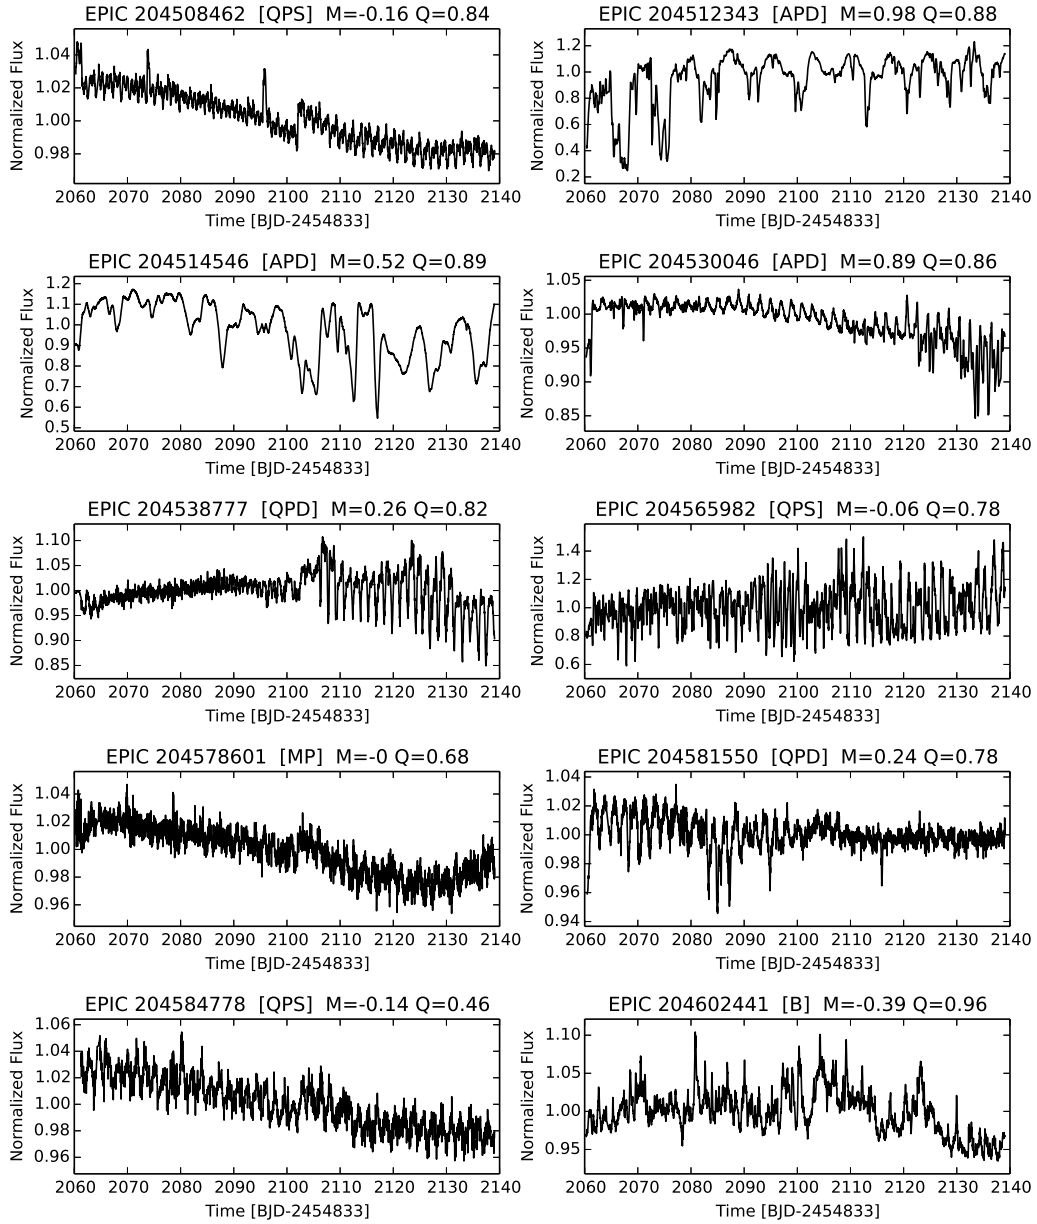 EPIC 204508462 [QPS] M=-0.16 Q=0.84
Normalized Flux
1.04
1.02
1.00
0.98
2060 2070 2080 2090 2100 2110 2120 2130 2140
Time [BJD-2454833]
EPIC 204512343 [APD] M=0.98 Q=0.88
Normalized Flux
1.2
1.0
0.8
0.6
0.4
0.2
2060 2070 2080 2090 2100 2110 2120 2130 2140
Time [BJD-2454833]
EPIC 204514546 [APD] M=0.52 Q=0.89
Normalized Flux
1.2
1.1
1.0
0.9
0.8
0.7
0.6
0.5
2060 2070 2080 2090 2100 2110 2120 2130 2140
Time [BJD-2454833]
EPIC 204530046 [APD] M=0.89 Q=0.86
Normalized Flux
1.05
1.00
0.95
0.90
0.85
2060 2070 2080 2090 2100 2110 2120 2130 2140
Time [BJD-2454833]
EPIC 204538777 [QPD] M=0.26 Q=0.82
Normalized Flux
1.10
1.05
1.00
0.95
0.90
0.85
2060 2070 2080 2090 2100 2110 2120 2130 2140
Time [BJD-2454833]
EPIC 204565982 [QPS] M=-0.06 Q=0.78
Normalized Flux
1.4
1.2
1.0
0.8
0.6
2060 2070 2080 2090 2100 2110 2120 2130 2140
Time [BJD-2454833]
EPIC 204578601 [MP] M=-0 Q=0.68
Normalized Flux
1.04
1.02
1.00
0.98
0.96
2060 2070 2080 2090 2100 2110 2120 2130 2140
Time [BJD-2454833]
EPIC 204581550 [QPD] M=0.24 Q=0.78
Normalized Flux
1.04
1.02
1.00
0.98
0.96
0.94
2060 2070 2080 2090 2100 2110 2120 2130 2140
Time [BJD-2454833]
EPIC 204584778 [QPS] M=-0.14 Q=0.46
Normalized Flux
1.06
1.04
1.02
1.00
0.98
0.96
2060 2070 2080 2090 2100 2110 2120 2130 2140
Time [BJD-2454833]
EPIC 204602441 [B] M=-0.39 Q=0.96
Normalized Flux
1.10
1.05
1.00
0.95
2060 2070 2080 2090 2100 2110 2120 2130 2140
Time [BJD-2454833]